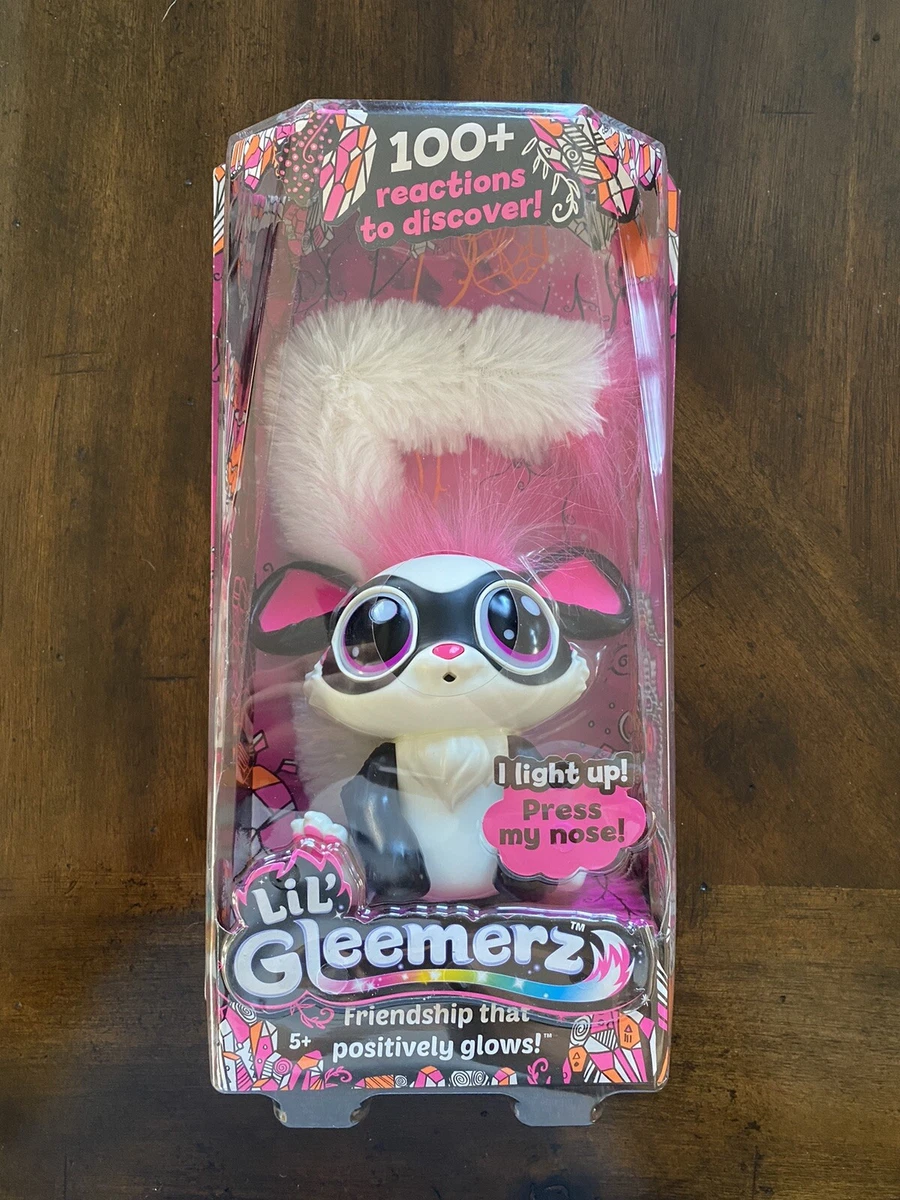 100+
reactions
to discover!
I light up!
Press
my nose!
LiL'
Gleemerz™
Friendship that
5+ positively glows!™